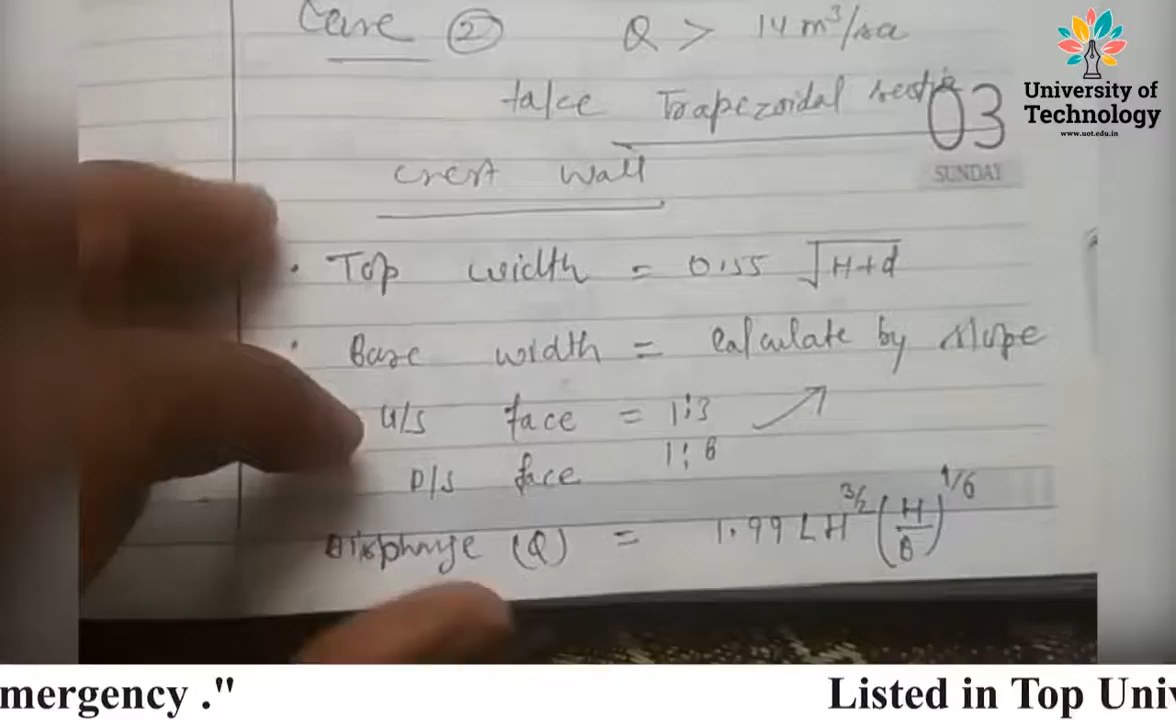 Case ② Q > 14 m³/sec
University of
Technology
www.uot.edu.in
take Trapezoidal section
03
SUNDAY
crest wall
• Top width = 0.55 √H+d
• Base width = Calculate by slope
U/S face = 1:3
D/S face 1:6
Discharge (Q) = 1.99 L H^3/2 (H/B)^1/6
mergency ." Listed in Top Univ